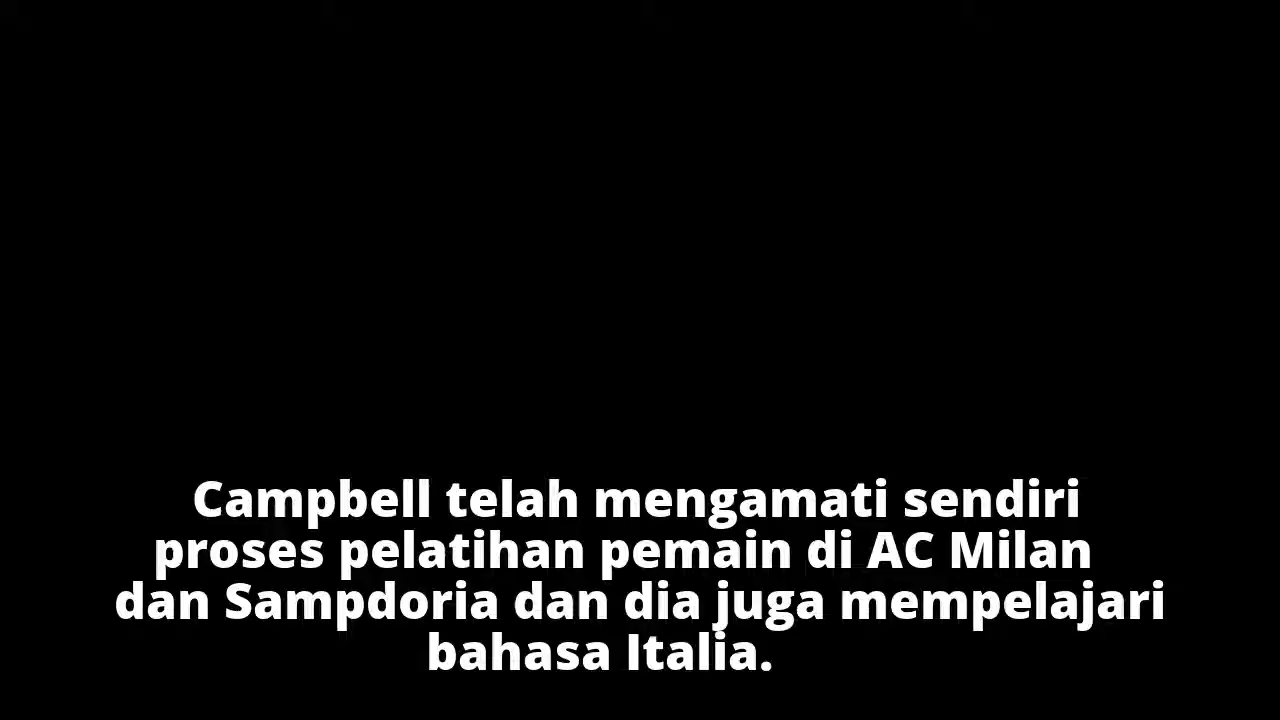 Campbell telah mengamati sendiri
proses pelatihan pemain di AC Milan
dan Sampdoria dan dia juga mempelajari
bahasa Italia.